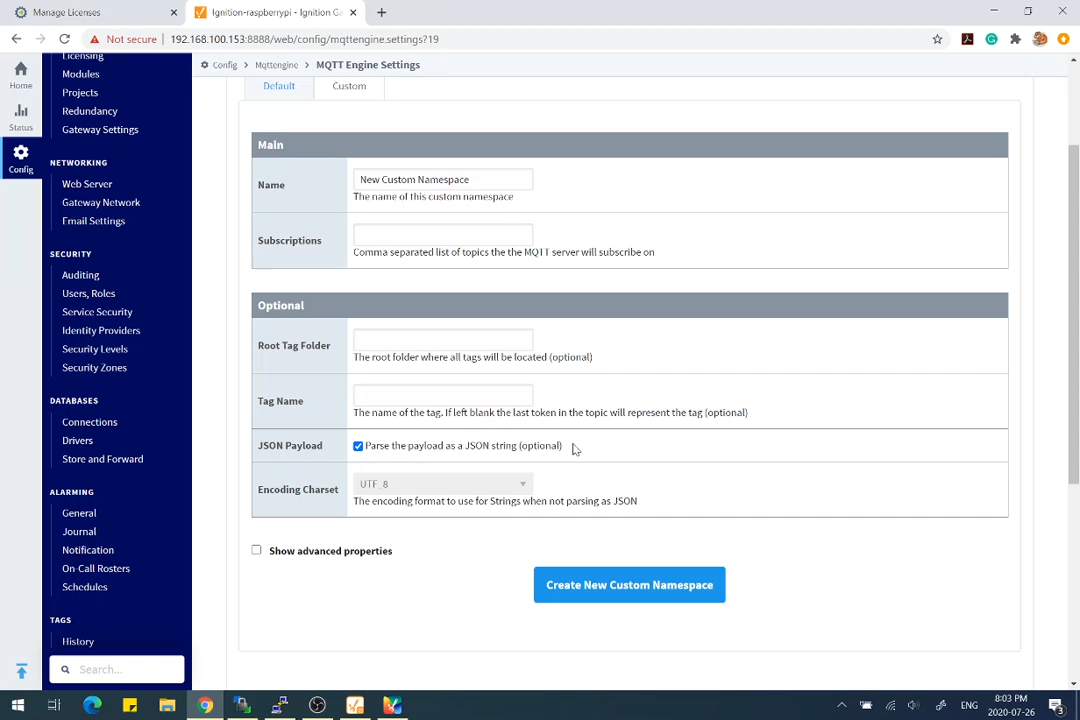 Manage Licenses
Ignition-raspberrypi - Ignition Ga
Not secure
192.168.100.153:8888/web/config/mqttengine.settings?19
Home
Status
Config
Licensing
Modules
Projects
Redundancy
Gateway Settings
NETWORKING
Web Server
Gateway Network
Email Settings
SECURITY
Auditing
Users, Roles
Service Security
Identity Providers
Security Levels
Security Zones
DATABASES
Connections
Drivers
Store and Forward
ALARMING
General
Journal
Notification
On-Call Rosters
Schedules
TAGS
History
Search...
Config > Mqttengine > MQTT Engine Settings
Default
Custom
Main
Name
New Custom Namespace
The name of this custom namespace
Subscriptions
Comma separated list of topics the the MQTT server will subscribe on
Optional
Root Tag Folder
The root folder where all tags will be located (optional)
Tag Name
The name of the tag. If left blank the last token in the topic will represent the tag (optional)
JSON Payload
Parse the payload as a JSON string (optional)
Encoding Charset
UTF_8
The encoding format to use for Strings when not parsing as JSON
Show advanced properties
Create New Custom Namespace
ENG
8:03 PM
2020-07-26
3